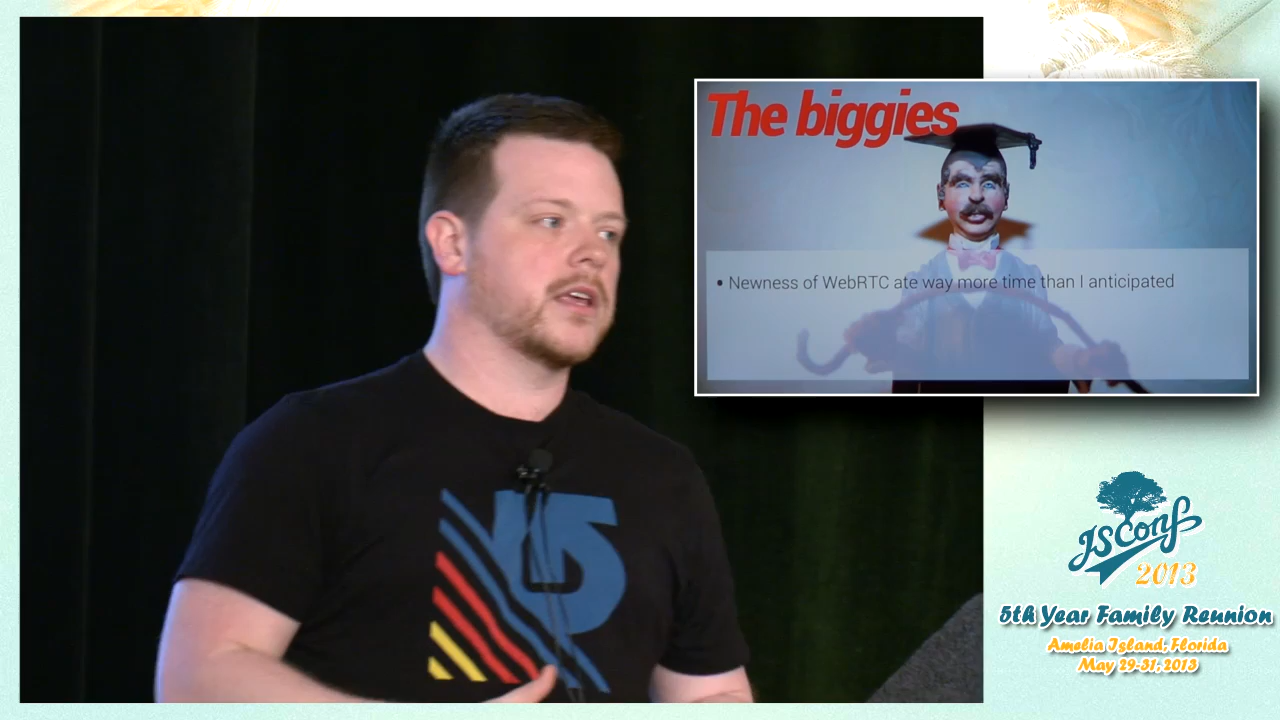 The biggies
• Newness of WebRTC ate way more time than I anticipated
15
JSConf
2013
5th Year Family Reunion
Amelia Island, Florida
May 29-31, 2013